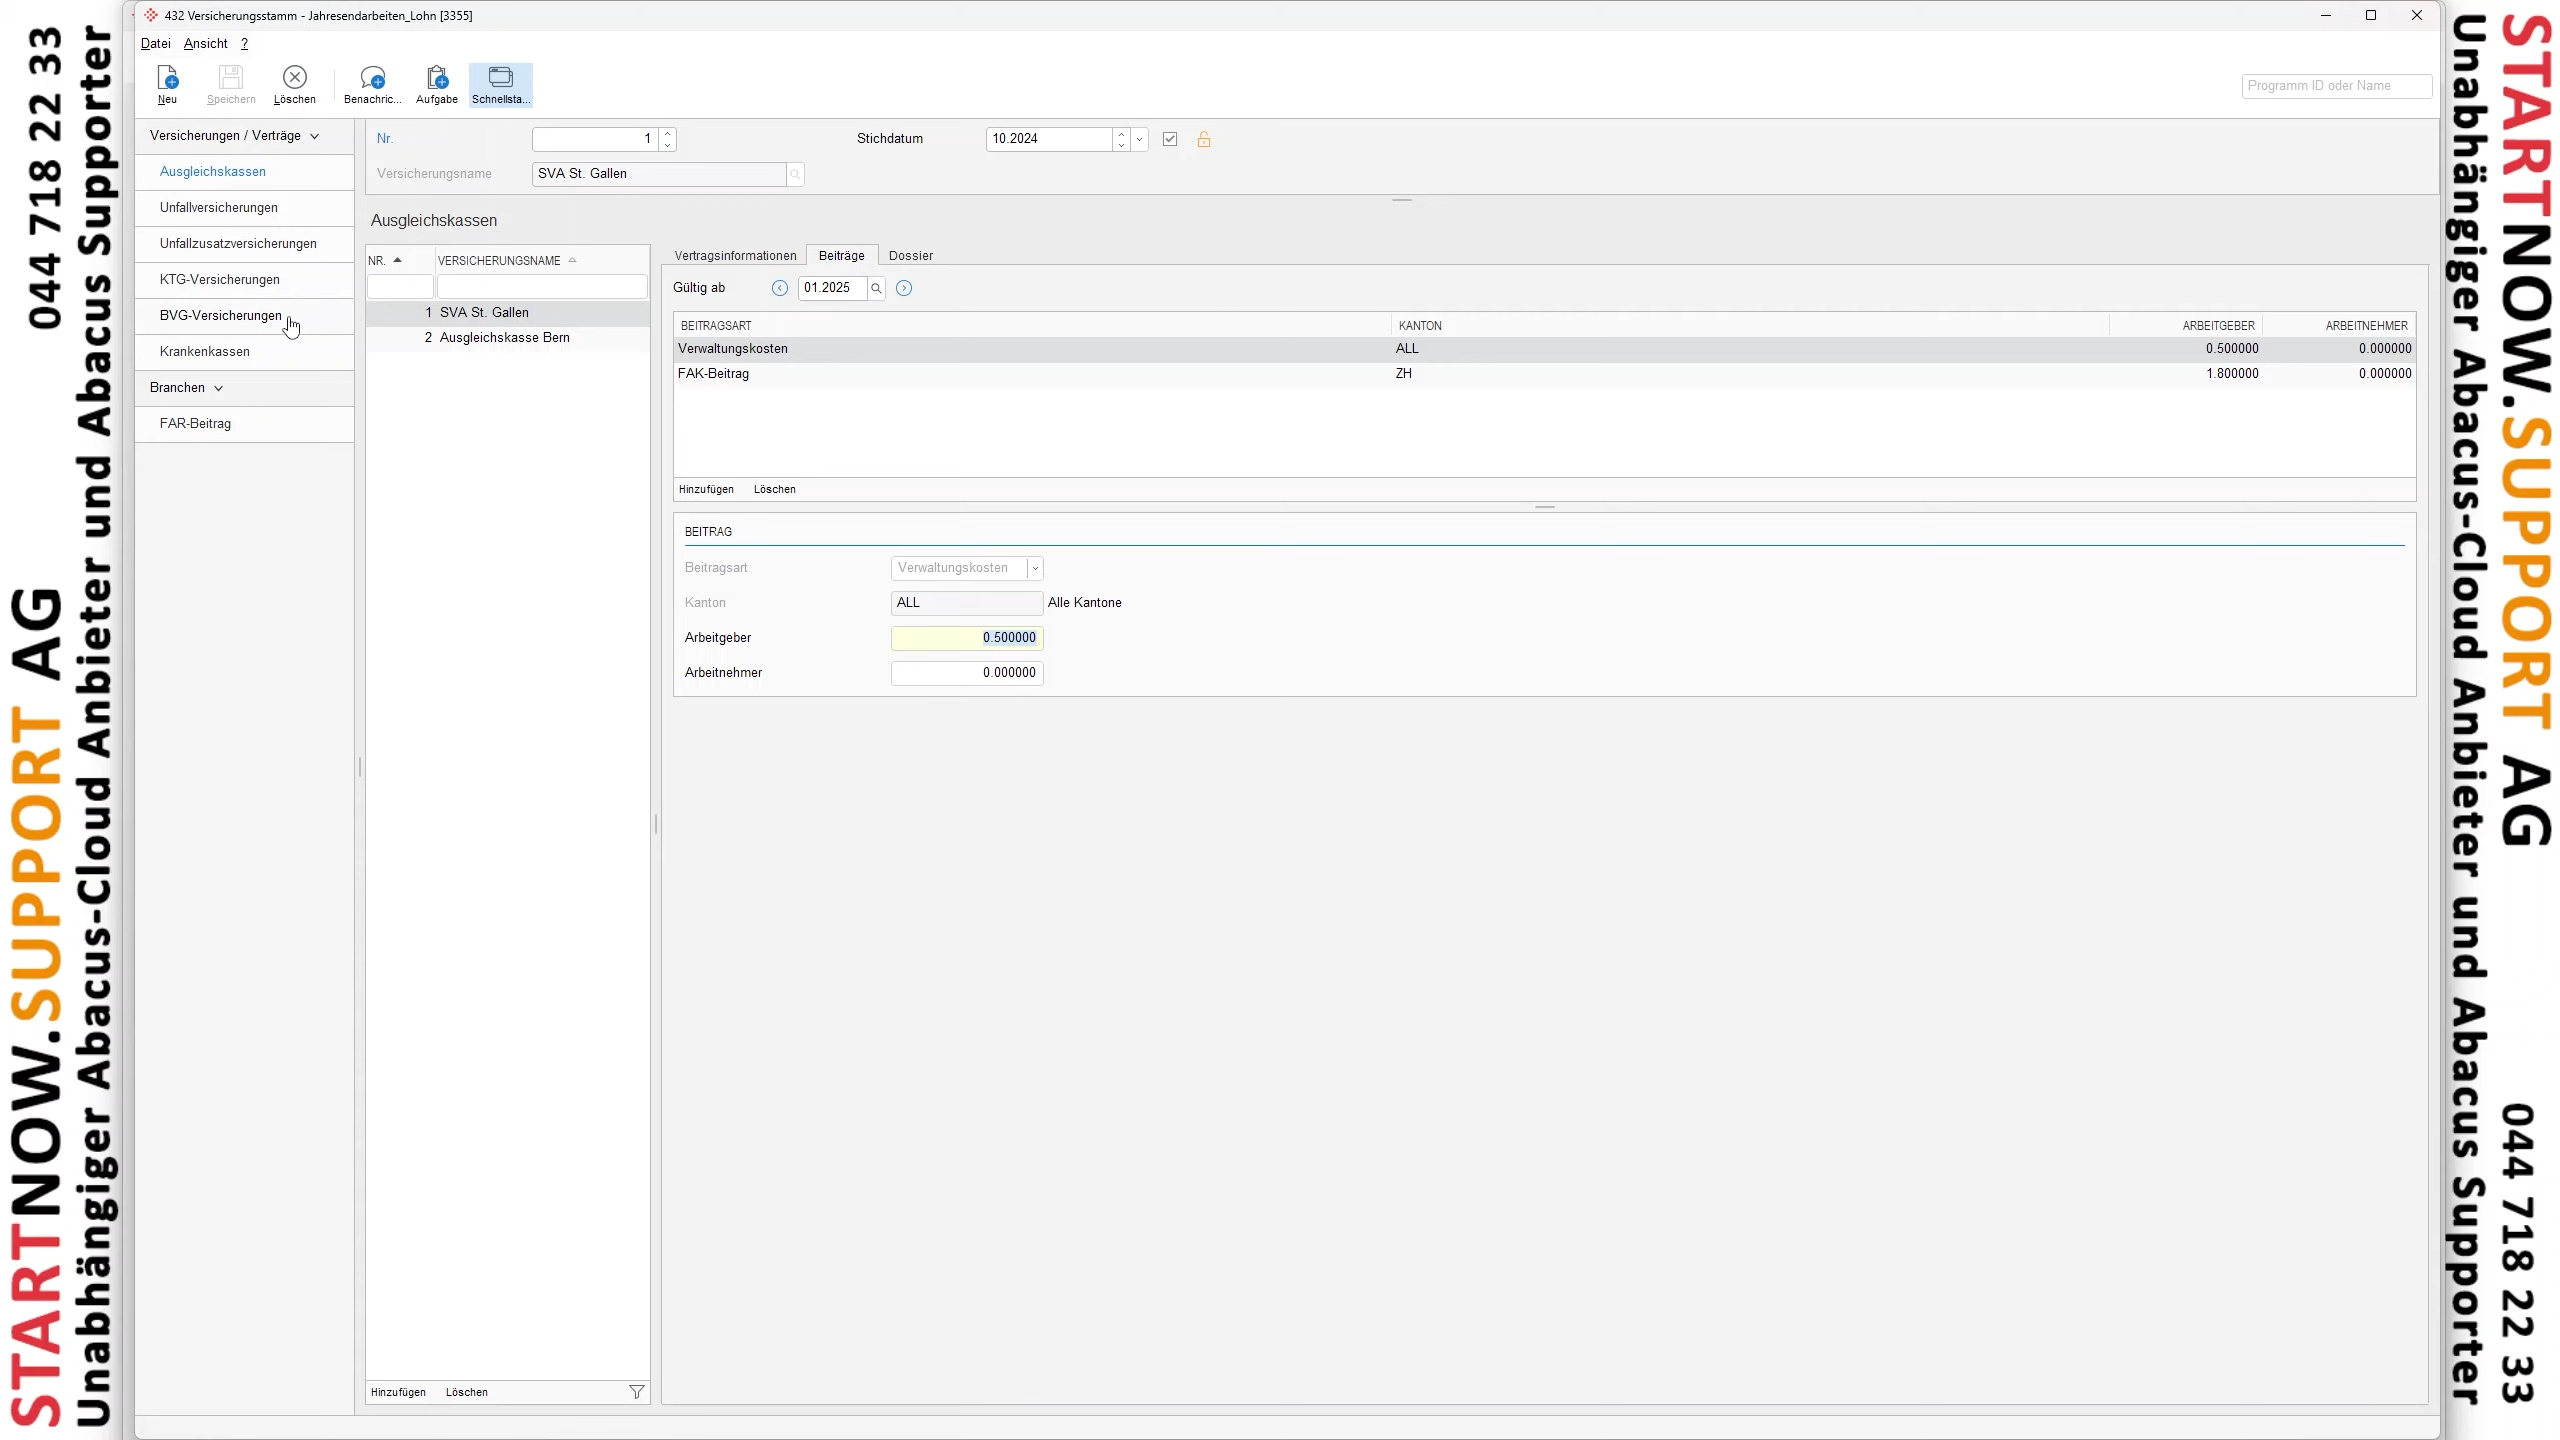 STARTNOW.SUPPORT AG
044 718 22 33
Unabhängiger Abacus-Cloud Anbieter und Abacus Supporter
432 Versicherungsstamm - Jahresendarbeiten_Lohn [3355]
Datei Ansicht ?
Neu Speichern Löschen Benachric... Aufgabe Schnellsta...
Programm ID oder Name
Versicherungen / Verträge
Ausgleichskassen
Unfallversicherungen
Unfallzusatzversicherungen
KTG-Versicherungen
BVG-Versicherungen
Krankenkassen
Branchen
FAR-Beitrag
Nr. 1 Stichdatum 10.2024
Versicherungsname SVA St. Gallen
Ausgleichskassen
NR. VERSICHERUNGSNAME
1 SVA St. Gallen
2 Ausgleichskasse Bern
Hinzufügen Löschen
Vertragsinformationen Beiträge Dossier
Gültig ab 01.2025
BEITRAGSART KANTON ARBEITGEBER ARBEITNEHMER
Verwaltungskosten ALL 0.500000 0.000000
FAK-Beitrag ZH 1.800000 0.000000
Hinzufügen Löschen
BEITRAG
Beitragsart Verwaltungskosten
Kanton ALL Alle Kantone
Arbeitgeber 0.500000
Arbeitnehmer 0.000000
STARTNOW.SUPPORT AG
044 718 22 33
Unabhängiger Abacus-Cloud Anbieter und Abacus Supporter